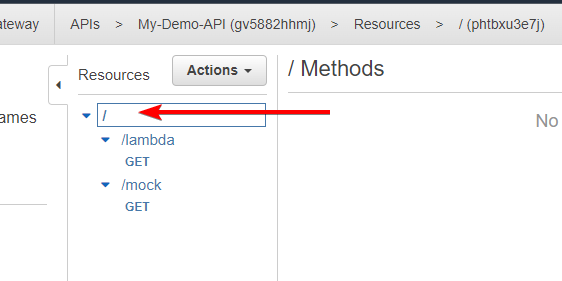 ateway APIs > My-Demo-API (gv5882hhmj) > Resources > / (phtbxu3e7j)
Resources Actions
/ Methods
ames
/
No
/lambda
GET
/mock
GET